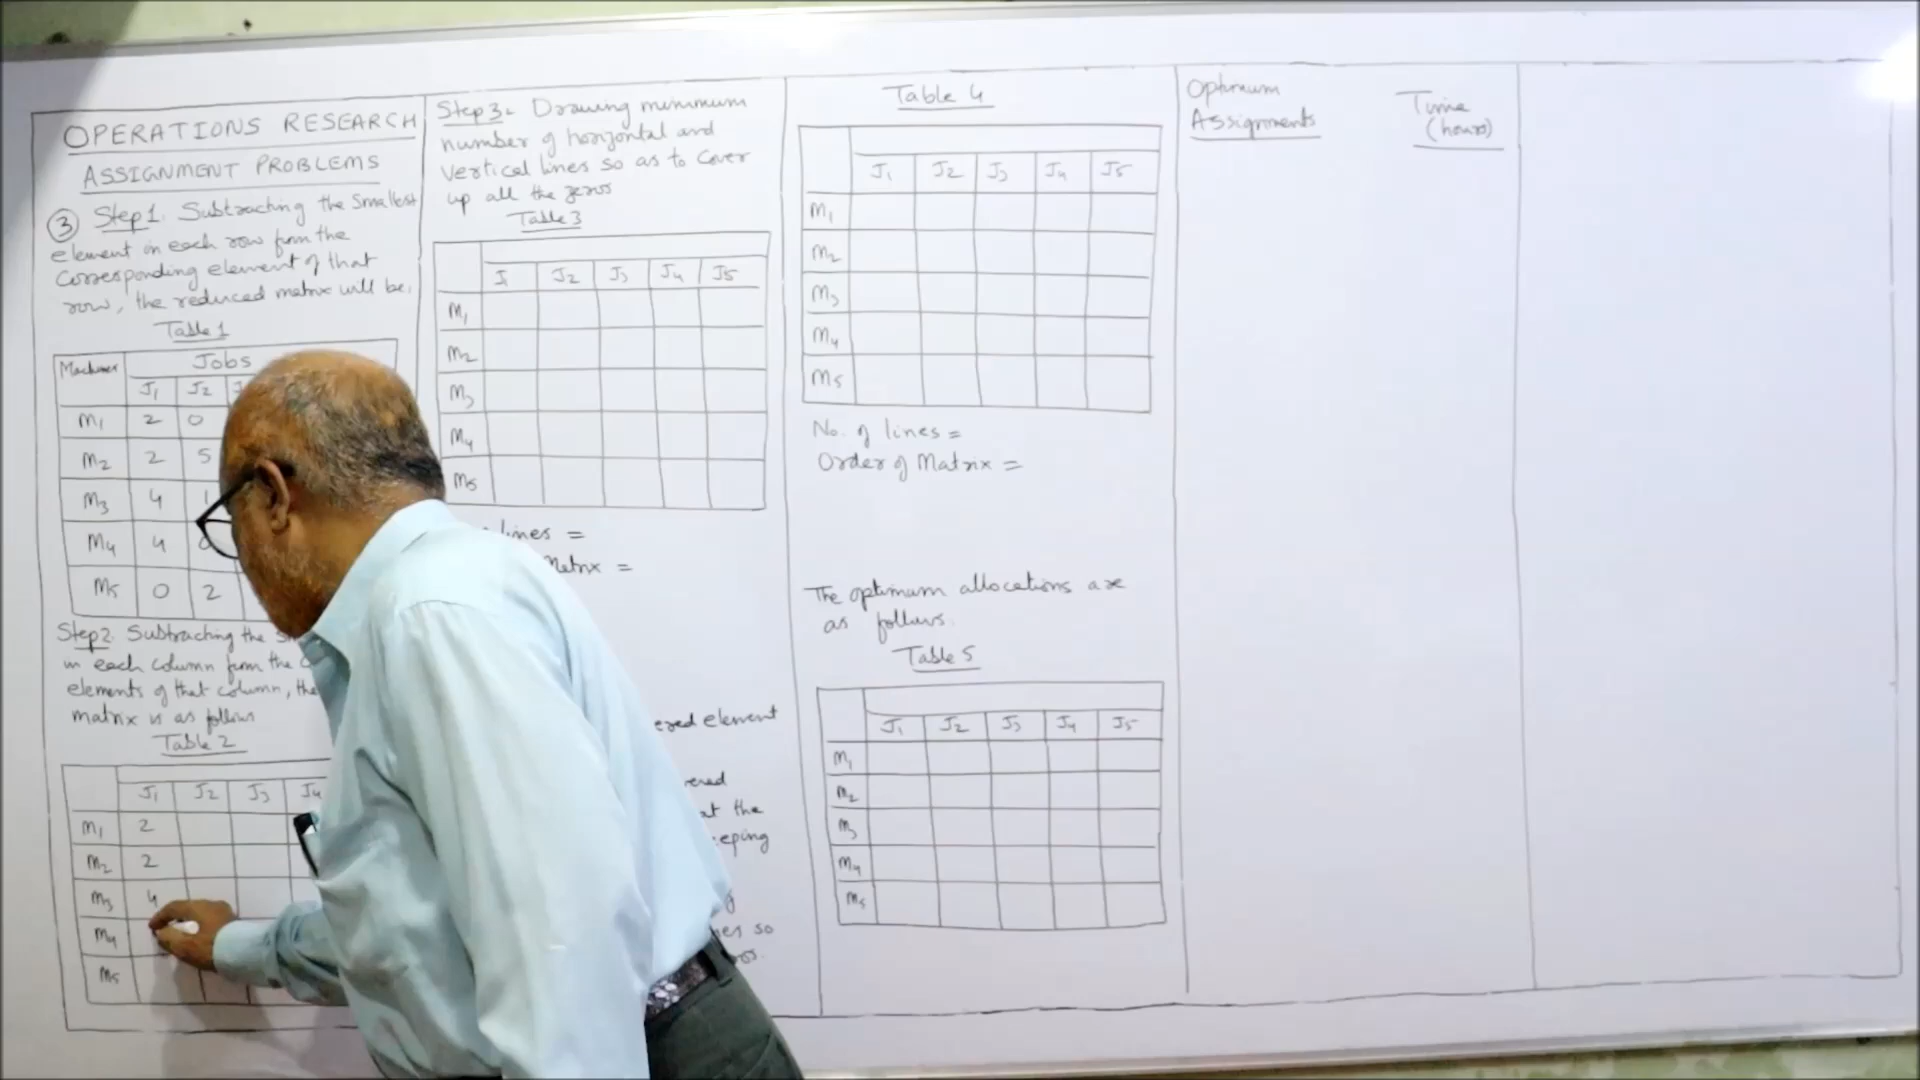 OPERATIONS RESEARCH
ASSIGNMENT PROBLEMS
③ Step1. Subtracting the smallest
element in each row from the
corresponding element of that
row, the reduced matrix will be.
Table 1
Machines Jobs
J1 J2
M1 2 0
M2 2 5
M3 4 1
M4 4
M5 0 2
Step2. Subtracting the
in each column from the
elements of that column, the
matrix is as follows
Table 2
J1 J2 J3 J4
M1 2
M2 2
M3 4
M4
M5
Step 3. Drawing minimum
number of horizontal and
vertical lines so as to cover
up all the zeros
Table 3
J1 J2 J3 J4 J5
M1
M2
M3
M4
M5
lines =
Matrix =
element
at the
so
Table 4
J1 J2 J3 J4 J5
M1
M2
M3
M4
M5
No. of lines =
Order of Matrix =
The optimum allocations are
as follows.
Table 5
J1 J2 J3 J4 J5
M1
M2
M3
M4
M5
Optimum
Assignments
Time
(hours)